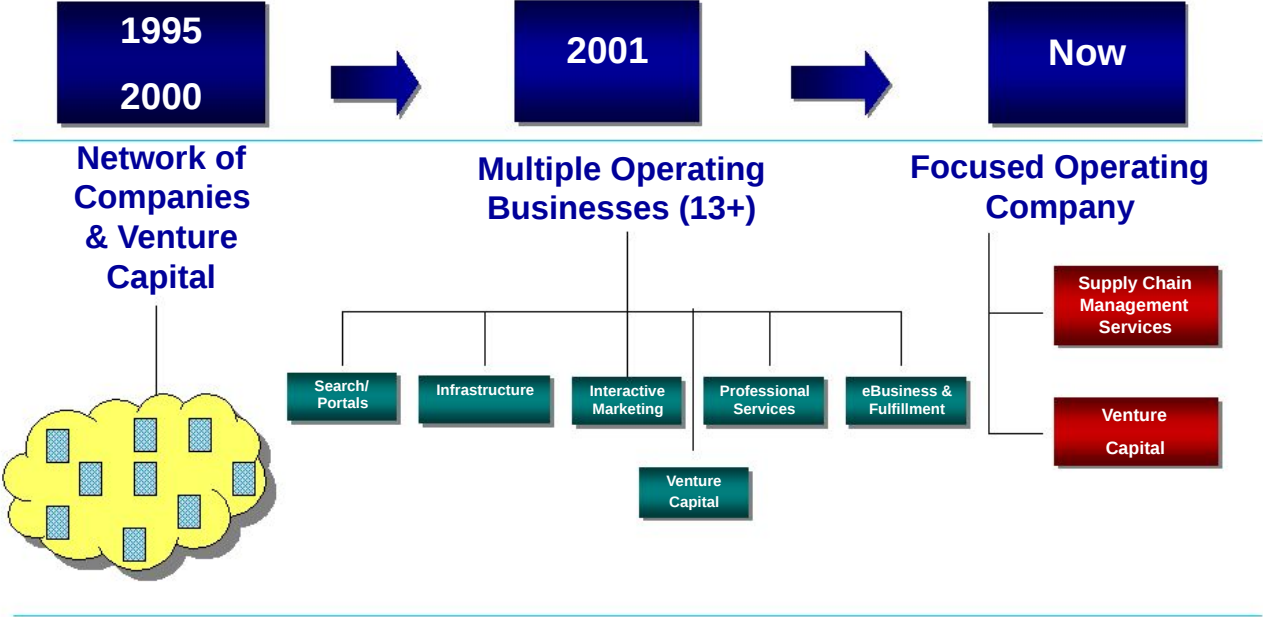 1995
2000
2001
Now
Network of
Companies
& Venture
Capital
Multiple Operating
Businesses (13+)
Focused Operating
Company
Search/
Portals
Infrastructure
Interactive
Marketing
Professional
Services
eBusiness &
Fulfillment
Venture
Capital
Supply Chain
Management
Services
Venture
Capital